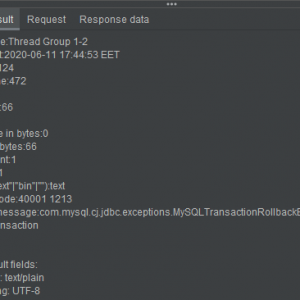 sult Request Response data
e:Thread Group 1-2
:2020-06-11 17:44:53 EET
124
e:472
:66
e in bytes:0
bytes:66
nt:1
1
ext"|"bin"|""):text
ode:40001 1213
message:com.mysql.cj.jdbc.exceptions.MySQLTransactionRollbackE
nsaction
ult fields:
: text/plain
ng: UTF-8